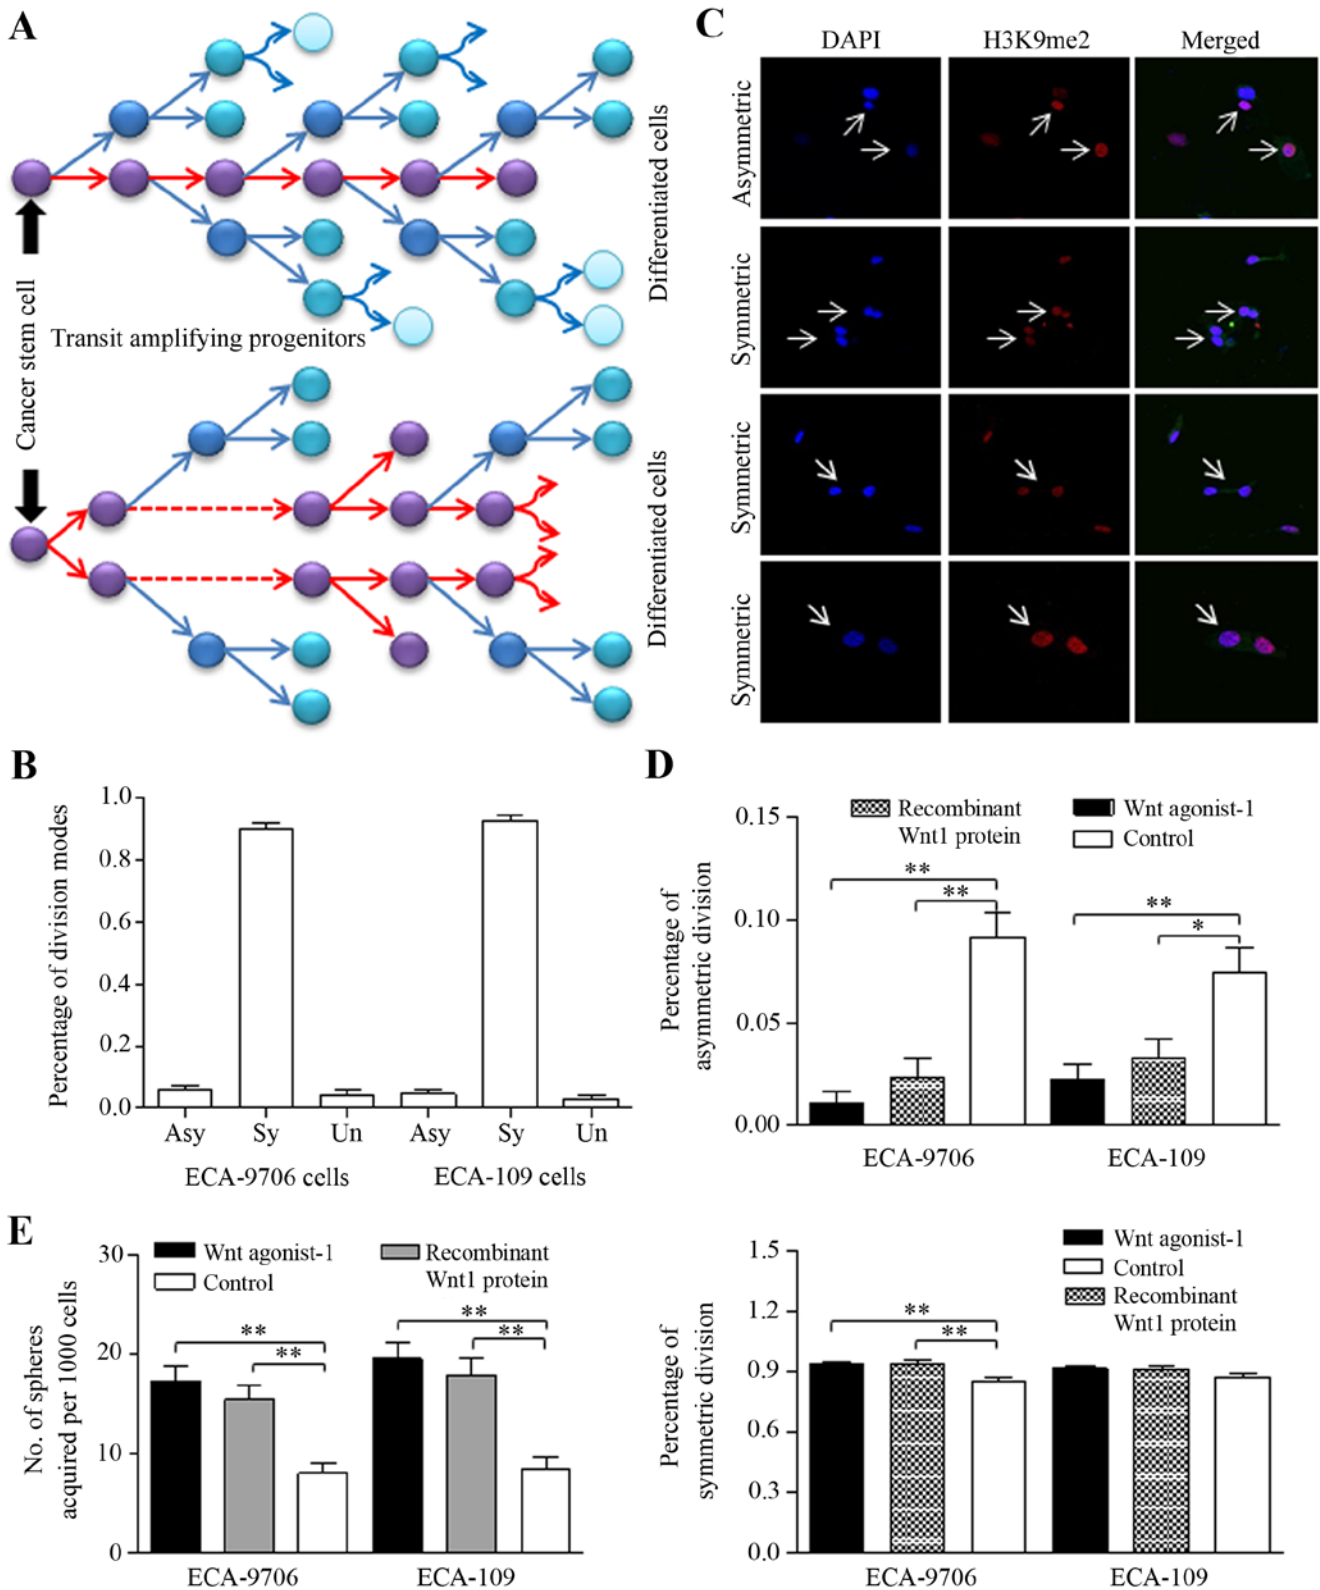 A
Cancer stem cell
Transit amplifying progenitors
Differentiated cells
Differentiated cells
C
DAPI
H3K9me2
Merged
Asymmetric
Symmetric
Symmetric
Symmetric
B
Percentage of division modes
1.0
0.8
0.6
0.4
0.2
0.0
Asy
Sy
Un
Asy
Sy
Un
ECA-9706 cells
ECA-109 cells
D
Percentage of
asymmetric division
0.15
0.10
0.05
0.00
Recombinant
Wnt1 protein
Wnt agonist-1
Control
**
**
**
*
ECA-9706
ECA-109
E
No. of spheres
acquired per 1000 cells
30
20
10
0
Wnt agonist-1
Control
Recombinant
Wnt1 protein
**
**
**
**
ECA-9706
ECA-109
Percentage of
symmetric division
1.5
1.2
0.9
0.6
0.3
0.0
Wnt agonist-1
Control
Recombinant
Wnt1 protein
**
**
ECA-9706
ECA-109